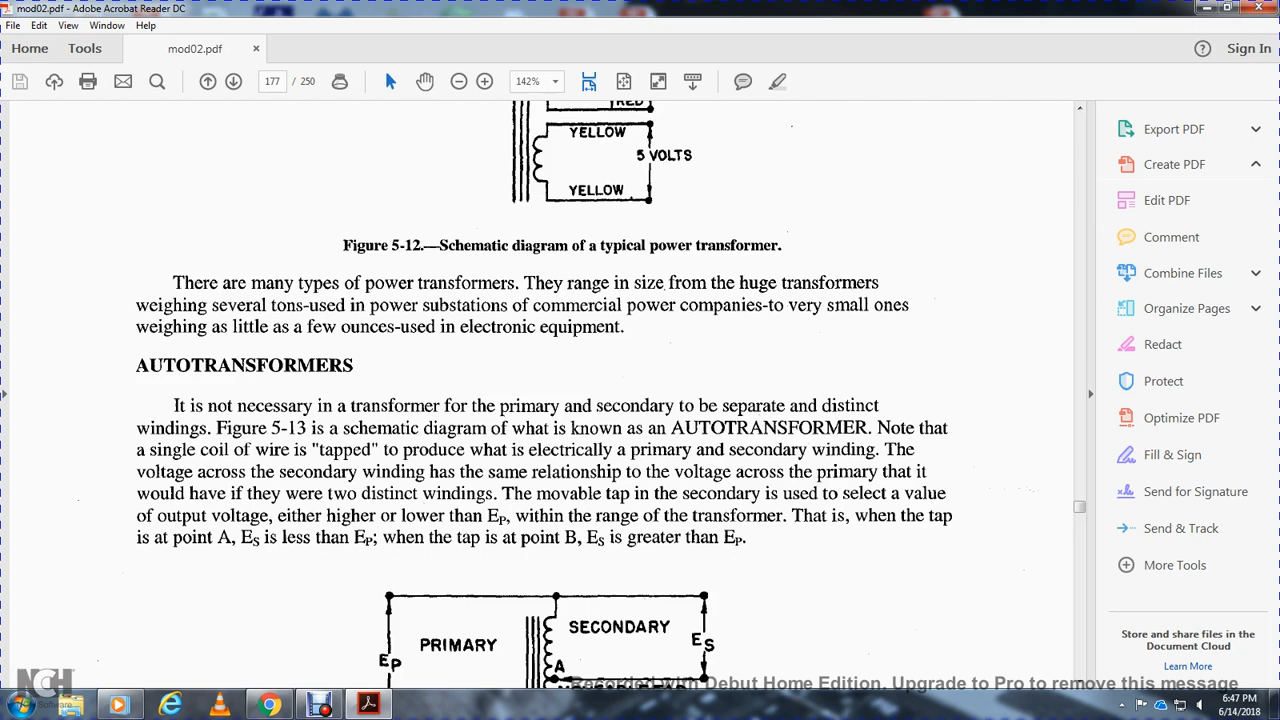 mod02.pdf - Adobe Acrobat Reader DC
File Edit View Window Help
Home Tools mod02.pdf × ? Sign In
177 / 250 142%
RED
YELLOW
5 VOLTS
YELLOW
Figure 5-12.—Schematic diagram of a typical power transformer.
There are many types of power transformers. They range in size from the huge transformers
weighing several tons-used in power substations of commercial power companies-to very small ones
weighing as little as a few ounces-used in electronic equipment.
AUTOTRANSFORMERS
It is not necessary in a transformer for the primary and secondary to be separate and distinct
windings. Figure 5-13 is a schematic diagram of what is known as an AUTOTRANSFORMER. Note that
a single coil of wire is "tapped" to produce what is electrically a primary and secondary winding. The
voltage across the secondary winding has the same relationship to the voltage across the primary that it
would have if they were two distinct windings. The movable tap in the secondary is used to select a value
of output voltage, either higher or lower than EP, within the range of the transformer. That is, when the tap
is at point A, ES is less than EP; when the tap is at point B, ES is greater than EP.
SECONDARY
PRIMARY
ES
EP
A
Export PDF
Create PDF
Edit PDF
Comment
Combine Files
Organize Pages
Redact
Protect
Optimize PDF
Fill & Sign
Send for Signature
Send & Track
More Tools
Store and share files in the
Document Cloud
Learn More
NCH
Software
Recorded with Debut Home Edition. Upgrade to Pro to remove this message
6:47 PM
6/14/2018